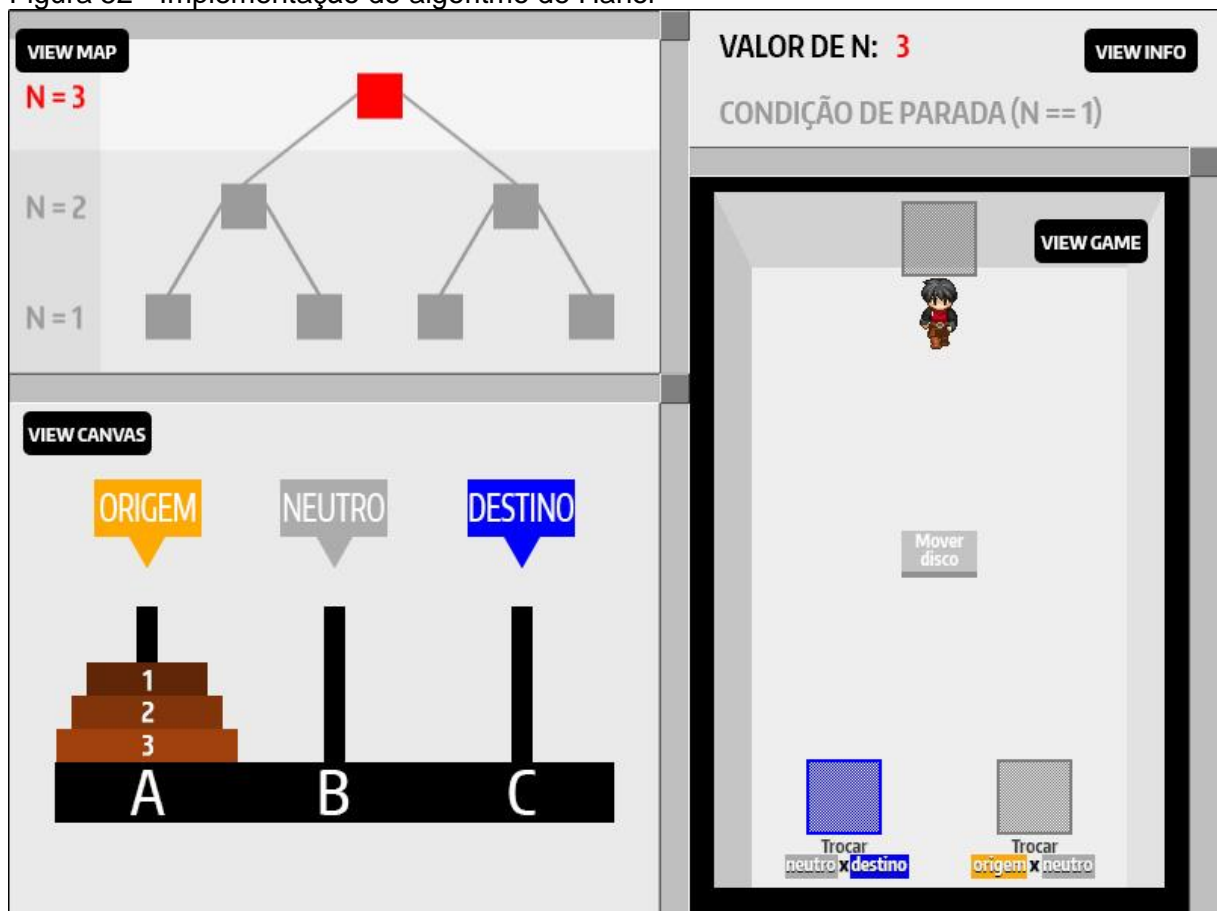 Figura 32 - Implementação do algoritmo de Hanói
VIEW MAP
N = 3
N = 2
N = 1
VALOR DE N: 3
VIEW INFO
CONDIÇÃO DE PARADA (N == 1)
VIEW GAME
Mover
disco
Trocar
neutro x destino
Trocar
origem x neutro
VIEW CANVAS
ORIGEM
NEUTRO
DESTINO
1
2
3
A
B
C